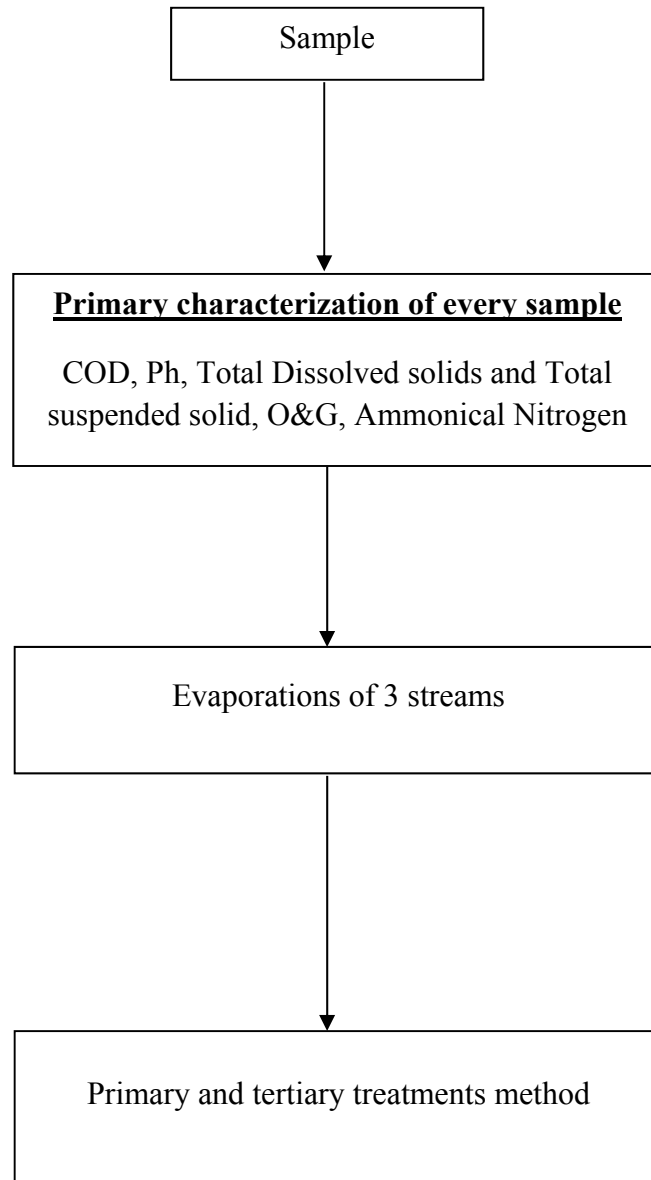 Sample
Primary characterization of every sample
COD, Ph, Total Dissolved solids and Total
suspended solid, O&G, Ammonical Nitrogen
Evaporations of 3 streams
Primary and tertiary treatments method